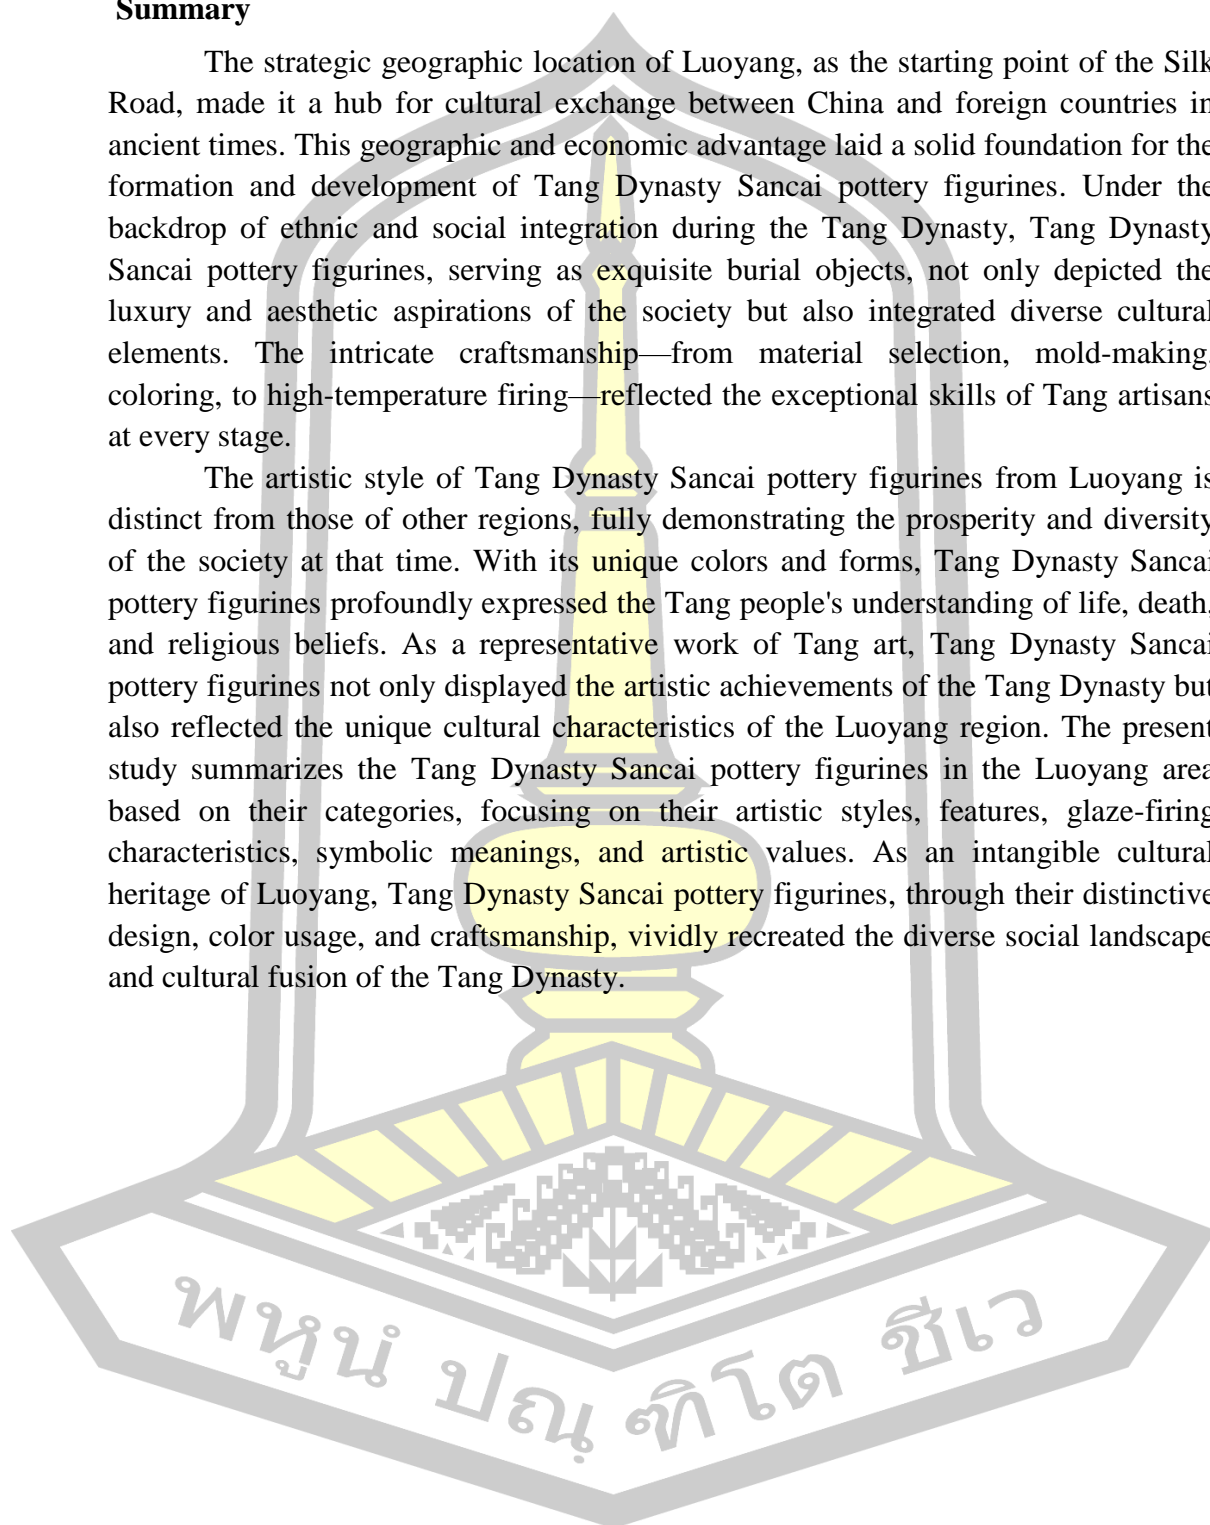 Summary
The strategic geographic location of Luoyang, as the starting point of the Silk
Road, made it a hub for cultural exchange between China and foreign countries in
ancient times. This geographic and economic advantage laid a solid foundation for the
formation and development of Tang Dynasty Sancai pottery figurines. Under the
backdrop of ethnic and social integration during the Tang Dynasty, Tang Dynasty
Sancai pottery figurines, serving as exquisite burial objects, not only depicted the
luxury and aesthetic aspirations of the society but also integrated diverse cultural
elements. The intricate craftsmanship—from material selection, mold-making,
coloring, to high-temperature firing—reflected the exceptional skills of Tang artisans
at every stage.
The artistic style of Tang Dynasty Sancai pottery figurines from Luoyang is
distinct from those of other regions, fully demonstrating the prosperity and diversity
of the society at that time. With its unique colors and forms, Tang Dynasty Sancai
pottery figurines profoundly expressed the Tang people's understanding of life, death,
and religious beliefs. As a representative work of Tang art, Tang Dynasty Sancai
pottery figurines not only displayed the artistic achievements of the Tang Dynasty but
also reflected the unique cultural characteristics of the Luoyang region. The present
study summarizes the Tang Dynasty Sancai pottery figurines in the Luoyang area
based on their categories, focusing on their artistic styles, features, glaze-firing
characteristics, symbolic meanings, and artistic values. As an intangible cultural
heritage of Luoyang, Tang Dynasty Sancai pottery figurines, through their distinctive
design, color usage, and craftsmanship, vividly recreated the diverse social landscape
and cultural fusion of the Tang Dynasty.
พหูนํ ปณฺฑิโต ชีเว